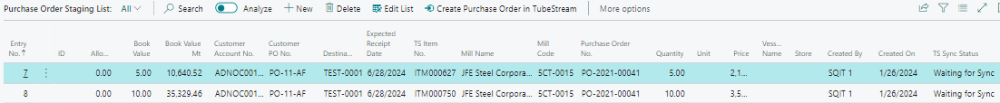 Purchase Order Staging List: All Search Analyze + New Delete Edit List Create Purchase Order in TubeStream More options
Entry No. ↑ ID Allo... Book Value Book Value Mt Customer Account No. Customer PO No. Destina... Expected Receipt Date TS Item No. Mill Name Mill Code Purchase Order No. Quantity Unit Price Vess... Name Store Created By Created On TS Sync Status
7 0.00 5.00 10,640.52 ADNOC001... PO-11-AF TEST-0001 6/28/2024 ITM000627 JFE Steel Corpora... 5CT-0015 PO-2021-00041 5.00 2,1... SQIT 1 1/26/2024 Waiting for Sync
8 0.00 10.00 35,329.46 ADNOC001... PO-11-AF TEST-0001 6/28/2024 ITM000750 JFE Steel Corpora... 5CT-0015 PO-2021-00041 10.00 3,5... SQIT 1 1/26/2024 Waiting for Sync